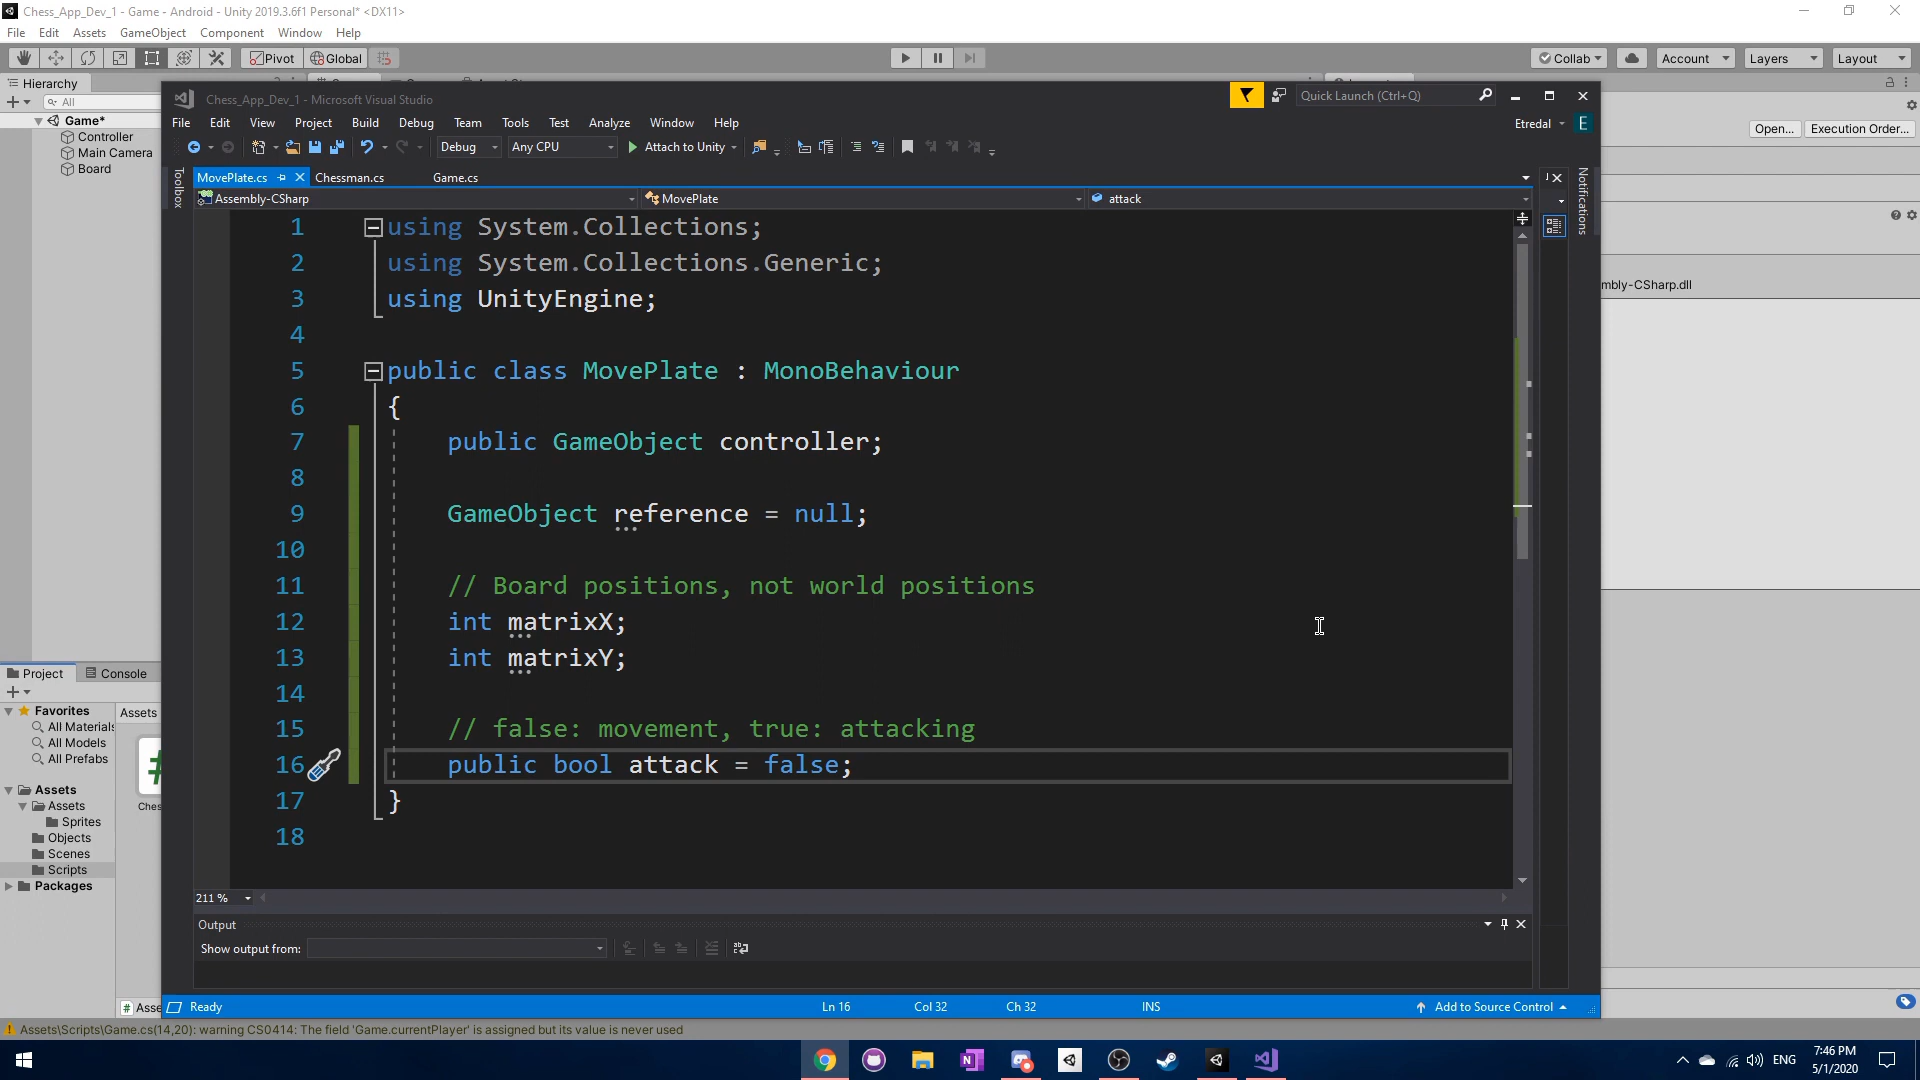 Chess_App_Dev_1 - Game - Android - Unity 2019.3.6f1 Personal* <DX11>
File Edit Assets GameObject Component Window Help
Pivot Global Collab Account Layers Layout
Hierarchy
All
Game*
Controller
Main Camera
Board
Open... Execution Order...
mbly-CSharp.dll
Chess_App_Dev_1 - Microsoft Visual Studio
Quick Launch (Ctrl+Q)
File Edit View Project Build Debug Team Tools Test Analyze Window Help
Etredal E
Debug Any CPU Attach to Unity
Toolbox
MovePlate.cs Chessman.cs Game.cs
Notifications
Assembly-CSharp MovePlate attack
1 using System.Collections;
2 using System.Collections.Generic;
3 using UnityEngine;
4
5 public class MovePlate : MonoBehaviour
6 {
7 public GameObject controller;
8
9 GameObject reference = null;
10
11 // Board positions, not world positions
12 int matrixX;
13 int matrixY;
14
15 // false: movement, true: attacking
16 public bool attack = false;
17 }
18
211 %
Output
Show output from:
Ready Ln 16 Col 32 Ch 32 INS Add to Source Control
Project Console
Favorites
All Materials
All Models
All Prefabs
Assets
Assets
Sprites
Objects
Scenes
Scripts
Packages
Assets
#
Ches
Asse
Assets\Scripts\Game.cs(14,20): warning CS0414: The field 'Game.currentPlayer' is assigned but its value is never used
ENG
7:46 PM
5/1/2020